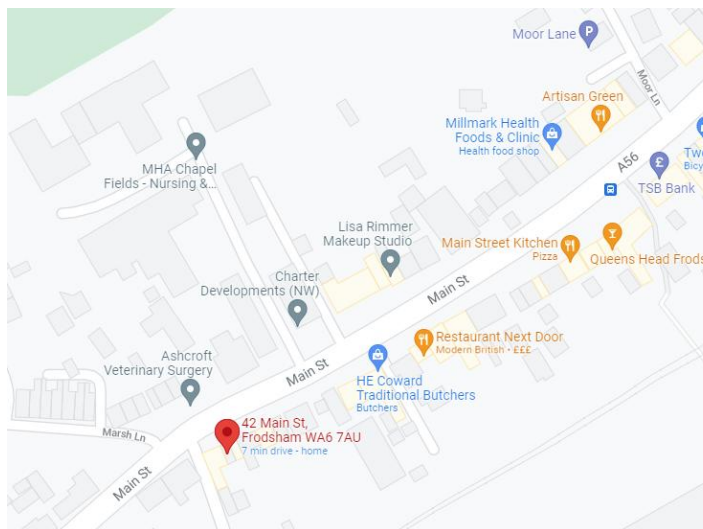 Moor Lane
P
Moor Ln
Artisan Green
Millmark Health
Foods & Clinic
Health food shop
A56
£
TSB Bank
Two
Bicy
MHA Chapel
Fields - Nursing &...
Lisa Rimmer
Makeup Studio
Main Street Kitchen
Pizza
Queens Head Frods
Main St
Charter
Developments (NW)
Restaurant Next Door
Modern British · £££
Main St
HE Coward
Traditional Butchers
Butchers
Ashcroft
Veterinary Surgery
42 Main St,
Frodsham WA6 7AU
7 min drive - home
Marsh Ln
Main St